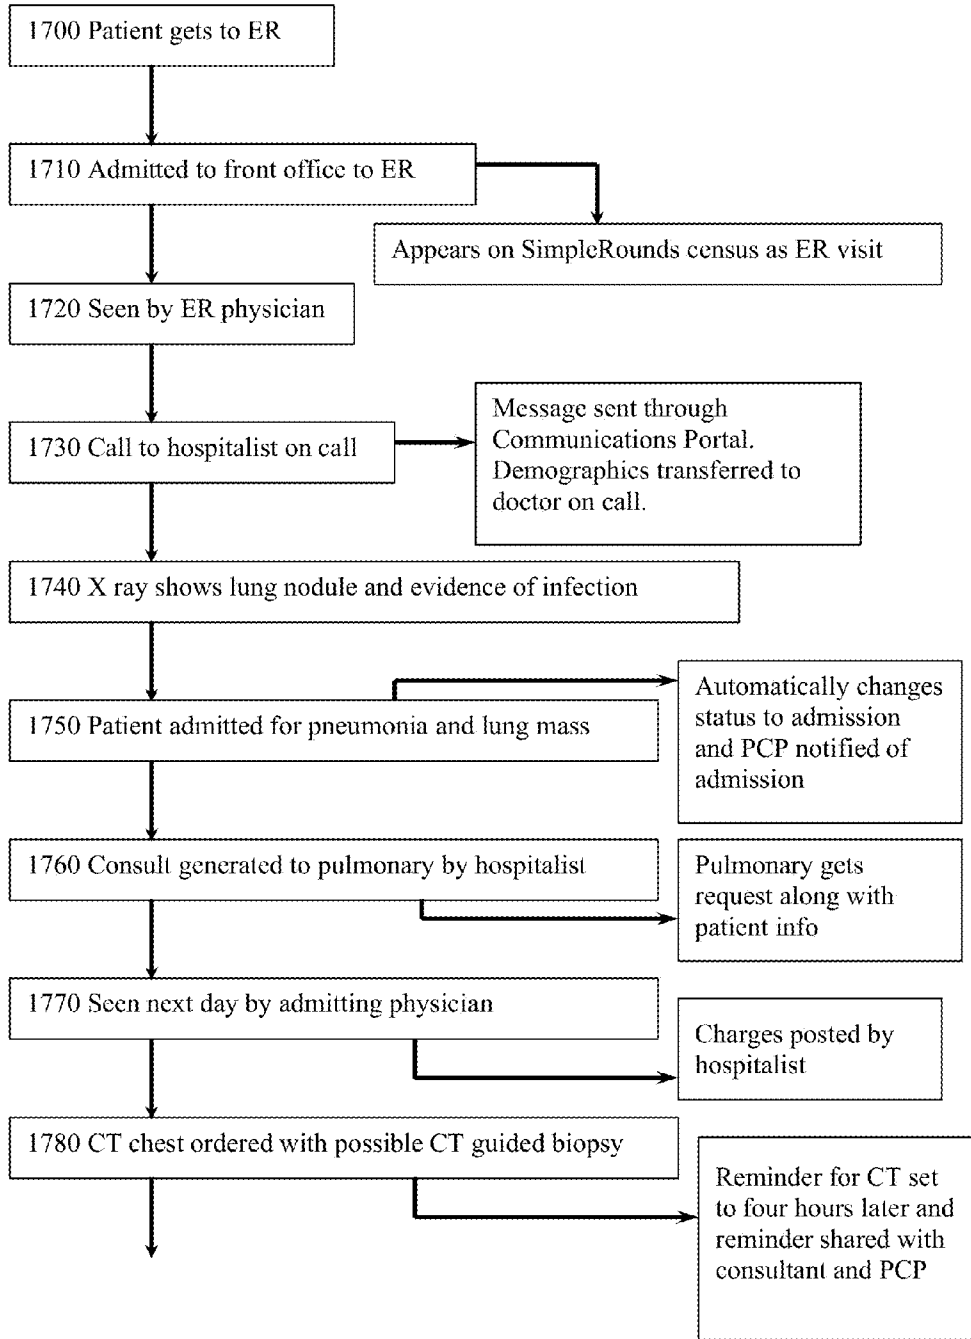 1700 Patient gets to ER
1710 Admitted to front office to ER
Appears on SimpleRounds census as ER visit
1720 Seen by ER physician
Message sent through
Communications Portal.
Demographics transferred to
doctor on call.
1730 Call to hospitalist on call
1740 X ray shows lung nodule and evidence of infection
Automatically changes
status to admission
and PCP notified of
admission
1750 Patient admitted for pneumonia and lung mass
1760 Consult generated to pulmonary by hospitalist
Pulmonary gets
request along with
patient info
1770 Seen next day by admitting physician
Charges posted by
hospitalist
1780 CT chest ordered with possible CT guided biopsy
Reminder for CT set
to four hours later and
reminder shared with
consultant and PCP